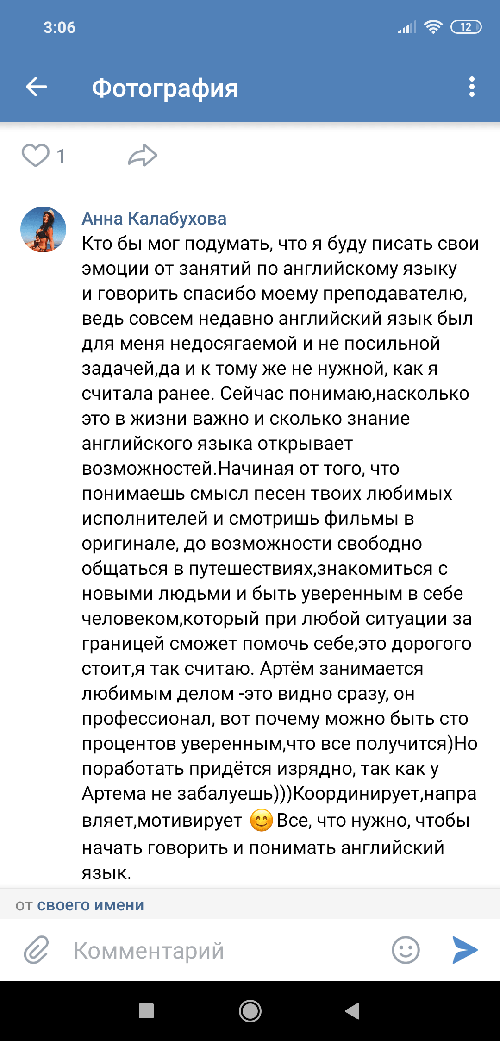 3:06
12
Фотография
1
Анна Калабухова
Кто бы мог подумать, что я буду писать свои
эмоции от занятий по английскому языку
и говорить спасибо моему преподавателю,
ведь совсем недавно английский язык был
для меня недосягаемой и не посильной
задачей,да и к тому же не нужной, как я
считала ранее. Сейчас понимаю,насколько
это в жизни важно и сколько знание
английского языка открывает
возможностей.Начиная от того, что
понимаешь смысл песен твоих любимых
исполнителей и смотришь фильмы в
оригинале, до возможности свободно
общаться в путешествиях,знакомиться с
новыми людьми и быть уверенным в себе
человеком,который при любой ситуации за
границей сможет помочь себе,это дорогого
стоит,я так считаю. Артём занимается
любимым делом -это видно сразу, он
профессионал, вот почему можно быть сто
процентов уверенным,что все получится)Но
поработать придётся изрядно, так как у
Артема не забалуешь)))Координирует,напра
вляет,мотивирует 😊 Все, что нужно, чтобы
начать говорить и понимать английский
язык.
от своего имени
Комментарий